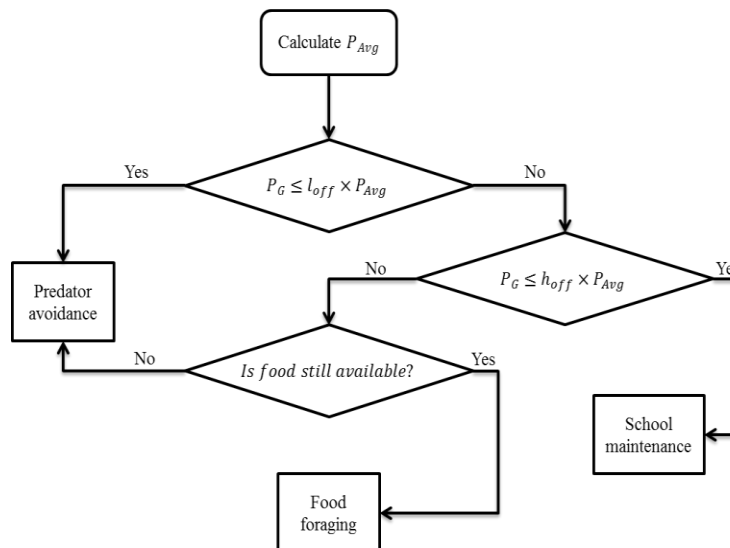 Calculate P_Avg
Yes
P_G ≤ l_off × P_Avg
No
Predator
avoidance
No
P_G ≤ h_off × P_Avg
Ye
No
Is food still available?
Yes
School
maintenance
Food
foraging